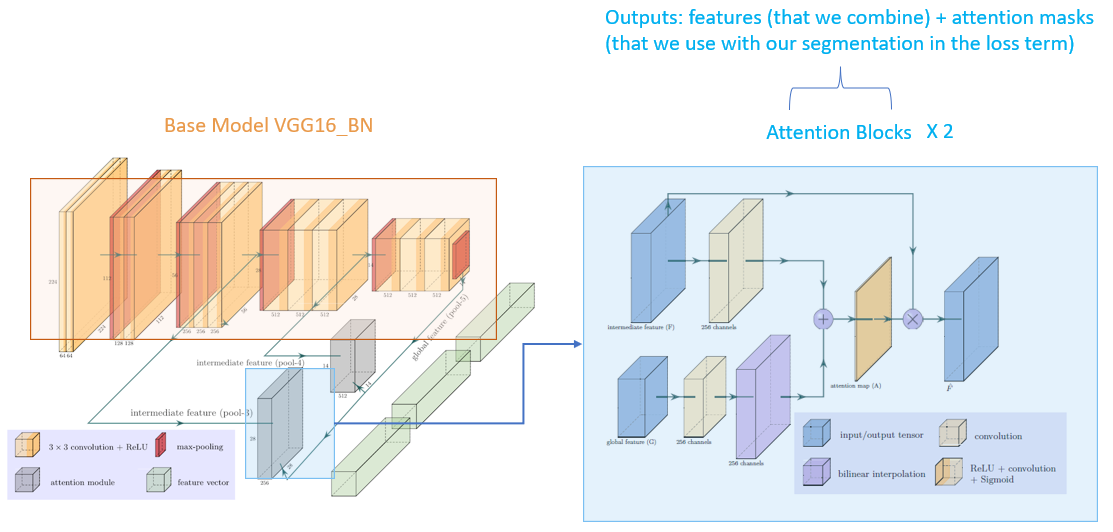 Outputs: features (that we combine) + attention masks
(that we use with our segmentation in the loss term)
Base Model VGG16_BN
Attention Blocks X 2
224
224
64 64
112
112
128 128
56
56
256 256 256
28
28
512 512 512
14
512 512 512
intermediate feature (pool-4)
14
14
512
global feature (pool-5)
intermediate feature (pool-3)
28
28
256
3 × 3 convolution + ReLU
max-pooling
attention module
feature vector
intermediate feature (F)
256 channels
+
×
attention map (A)
F̂
global feature (G)
256 channels
256 channels
input/output tensor
convolution
bilinear interpolation
ReLU + convolution
+ Sigmoid